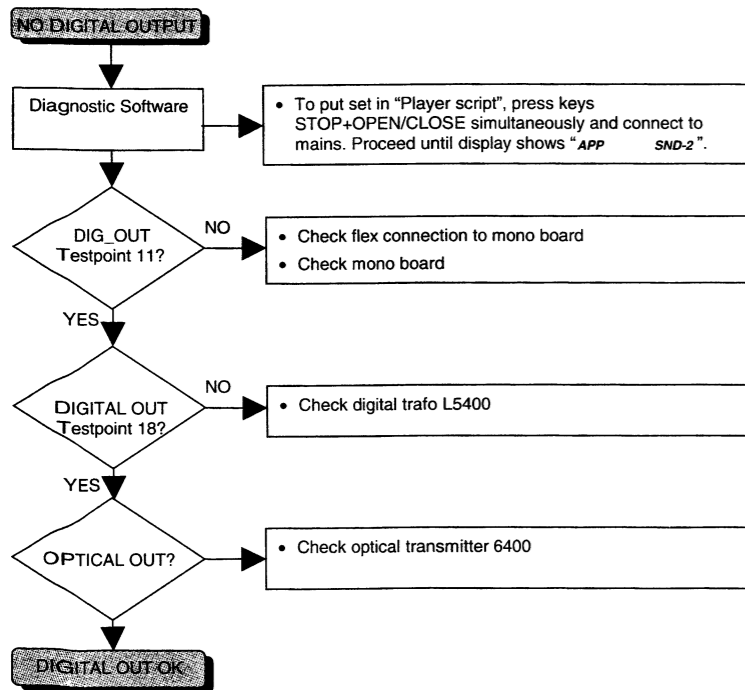 NO DIGITAL OUTPUT
Diagnostic Software
• To put set in “Player script”, press keys
STOP+OPEN/CLOSE simultaneously and connect to
mains. Proceed until display shows “APP SND-2”.
DIG_OUT
Testpoint 11?
NO
• Check flex connection to mono board
• Check mono board
YES
DIGITAL OUT
Testpoint 18?
NO
• Check digital trafo L5400
YES
OPTICAL OUT?
• Check optical transmitter 6400
DIGITAL OUT OK